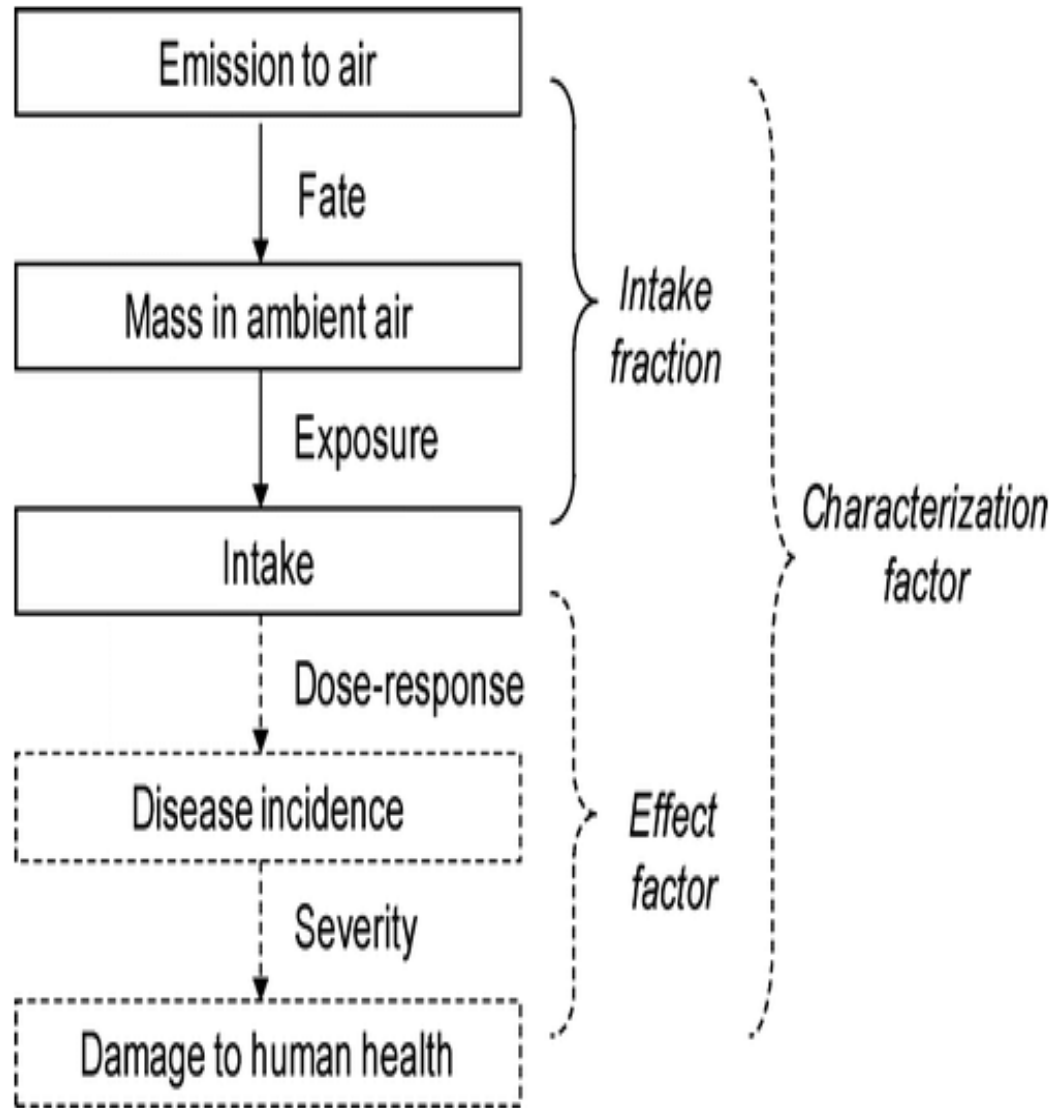 Emission to air
Fate
Mass in ambient air
Intake
fraction
Exposure
Characterization
factor
Intake
Dose-response
Disease incidence
Effect
factor
Severity
Damage to human health